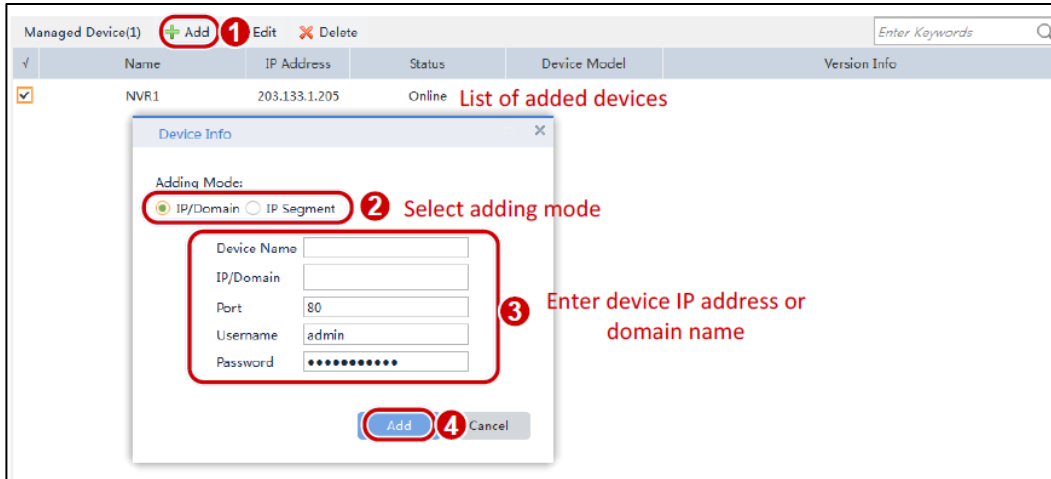 Managed Device(1) Add 1 Edit Delete Enter Keywords
√ Name IP Address Status Device Model Version Info
NVR1 203.133.1.205 Online List of added devices
Device Info
Adding Mode:
IP/Domain IP Segment 2 Select adding mode
Device Name
IP/Domain
Port 80
3 Enter device IP address or
domain name
Username admin
Password •••••••••••
Add 4 Cancel